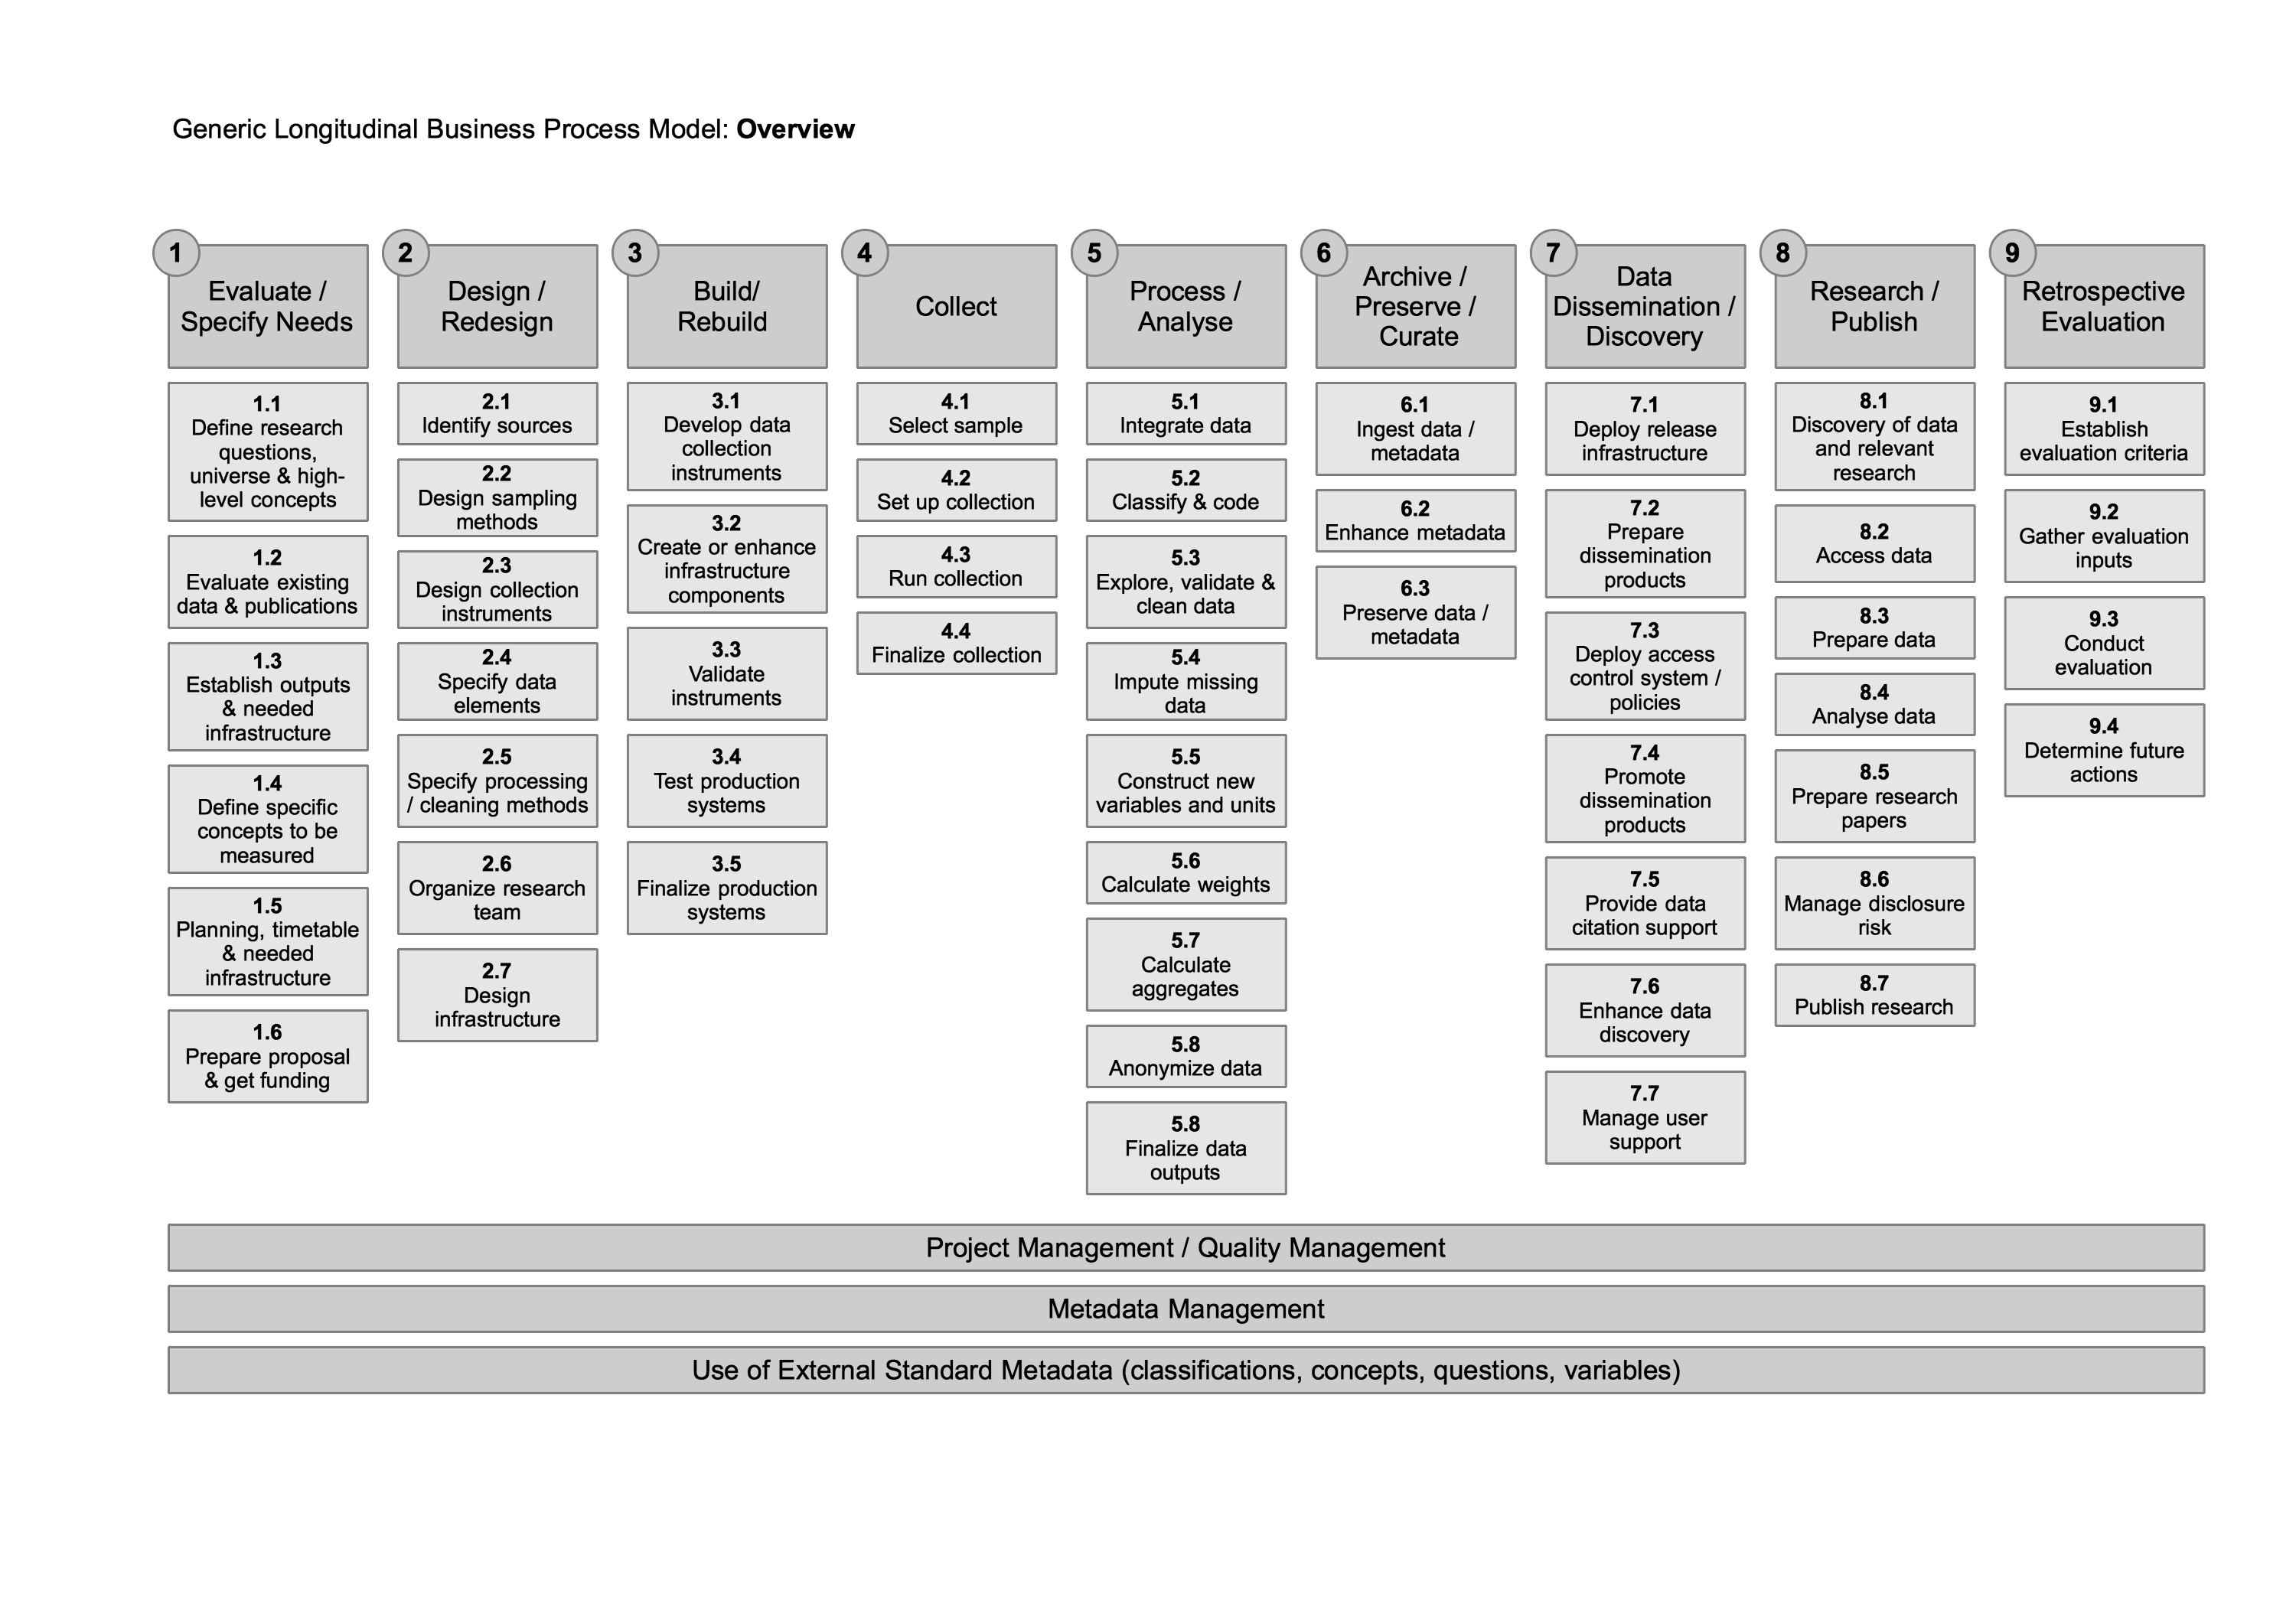 Generic Longitudinal Business Process Model: Overview
1
Evaluate /
Specify Needs
1.1
Define research
questions,
universe & high-
level concepts
1.2
Evaluate existing
data & publications
1.3
Establish outputs
& needed
infrastructure
1.4
Define specific
concepts to be
measured
1.5
Planning, timetable
& needed
infrastructure
1.6
Prepare proposal
& get funding
2
Design /
Redesign
2.1
Identify sources
2.2
Design sampling
methods
2.3
Design collection
instruments
2.4
Specify data
elements
2.5
Specify processing
/ cleaning methods
2.6
Organize research
team
2.7
Design
infrastructure
3
Build/
Rebuild
3.1
Develop data
collection
instruments
3.2
Create or enhance
infrastructure
components
3.3
Validate
instruments
3.4
Test production
systems
3.5
Finalize production
systems
4
Collect
4.1
Select sample
4.2
Set up collection
4.3
Run collection
4.4
Finalize collection
5
Process /
Analyse
5.1
Integrate data
5.2
Classify & code
5.3
Explore, validate &
clean data
5.4
Impute missing
data
5.5
Construct new
variables and units
5.6
Calculate weights
5.7
Calculate
aggregates
5.8
Anonymize data
5.8
Finalize data
outputs
6
Archive /
Preserve /
Curate
6.1
Ingest data /
metadata
6.2
Enhance metadata
6.3
Preserve data /
metadata
7
Data
Dissemination /
Discovery
7.1
Deploy release
infrastructure
7.2
Prepare
dissemination
products
7.3
Deploy access
control system /
policies
7.4
Promote
dissemination
products
7.5
Provide data
citation support
7.6
Enhance data
discovery
7.7
Manage user
support
8
Research /
Publish
8.1
Discovery of data
and relevant
research
8.2
Access data
8.3
Prepare data
8.4
Analyse data
8.5
Prepare research
papers
8.6
Manage disclosure
risk
8.7
Publish research
9
Retrospective
Evaluation
9.1
Establish
evaluation criteria
9.2
Gather evaluation
inputs
9.3
Conduct
evaluation
9.4
Determine future
actions
Project Management / Quality Management
Metadata Management
Use of External Standard Metadata (classifications, concepts, questions, variables)